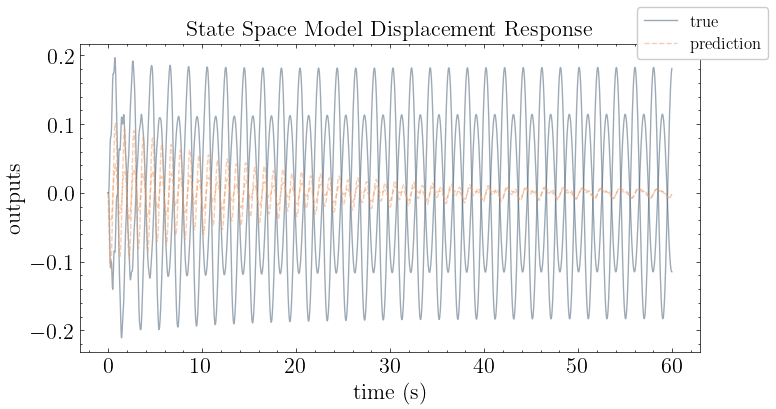 State Space Model Displacement Response
true
prediction
outputs
0.2
0.1
0.0
−0.1
−0.2
0 10 20 30 40 50 60
time (s)